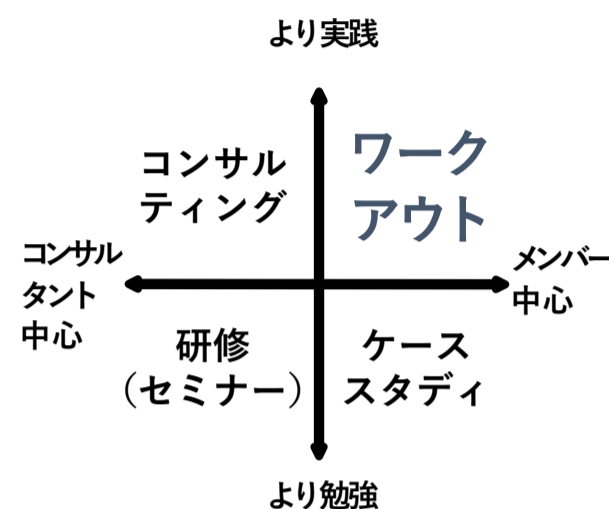 より実践
コンサル
ティング
ワーク
アウト
コンサル
タント
中心
メンバー
中心
研修
（セミナー）
ケース
スタディ
より勉強